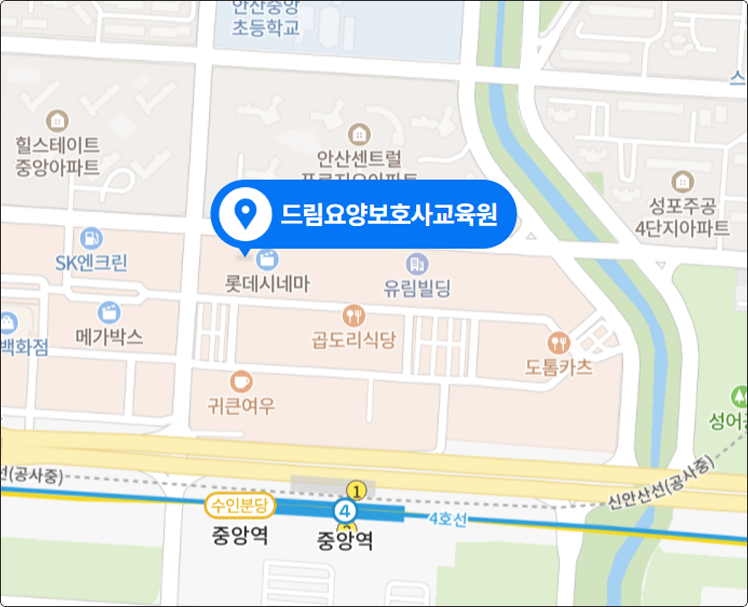 안산중앙
초등학교
힐스테이트
중앙아파트
안산센트럴
푸르지오아파트
성포주공
4단지아파트
드림요양보호사교육원
SK엔크린
롯데시네마
유림빌딩
메가박스
백화점
곱도리식당
도톰카츠
귀큰여우
성어
선(공사중)
신안산선(공사중)
1
수인분당
4
4호선
2
중앙역
중앙역